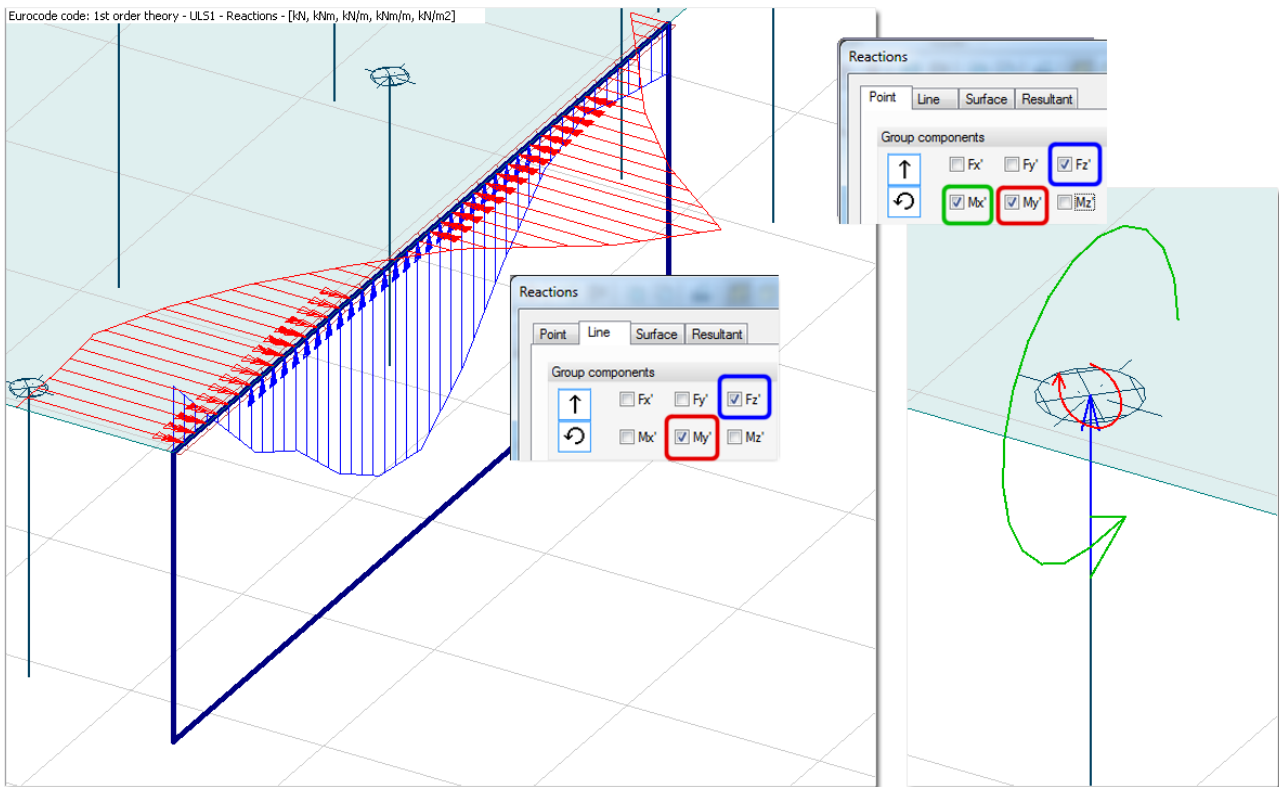 Eurocode code: 1st order theory - ULS1 - Reactions - [kN, kNm, kN/m, kNm/m, kN/m2]
Reactions
Point Line Surface Resultant
Group components
Fx' Fy' Fz'
Mx' My' Mz'
Reactions
Point Line Surface Resultant
Group components
Fx' Fy' Fz'
Mx' My' Mz'